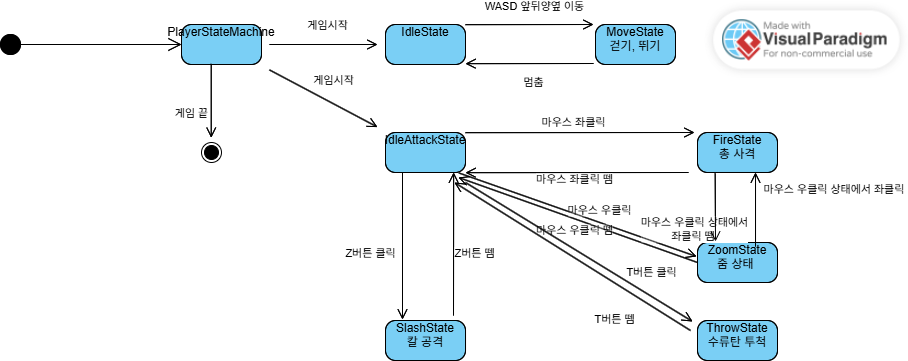 PlayerStateMachine
게임시작
IdleState
WASD 앞뒤양옆 이동
MoveState
걷기, 뛰기
멈춤
게임시작
게임 끝
Made with
Visual Paradigm
For non-commercial use
IdleAttackState
마우스 좌클릭
FireState
총 사격
마우스 좌클릭 뗌
마우스 우클릭 상태에서 좌클릭
마우스 우클릭
마우스 우클릭 뗌
마우스 우클릭 상태에서
좌클릭 뗌
Z버튼 클릭
Z버튼 뗌
ZoomState
줌 상태
T버튼 클릭
T버튼 뗌
SlashState
칼 공격
ThrowState
수류탄 투척